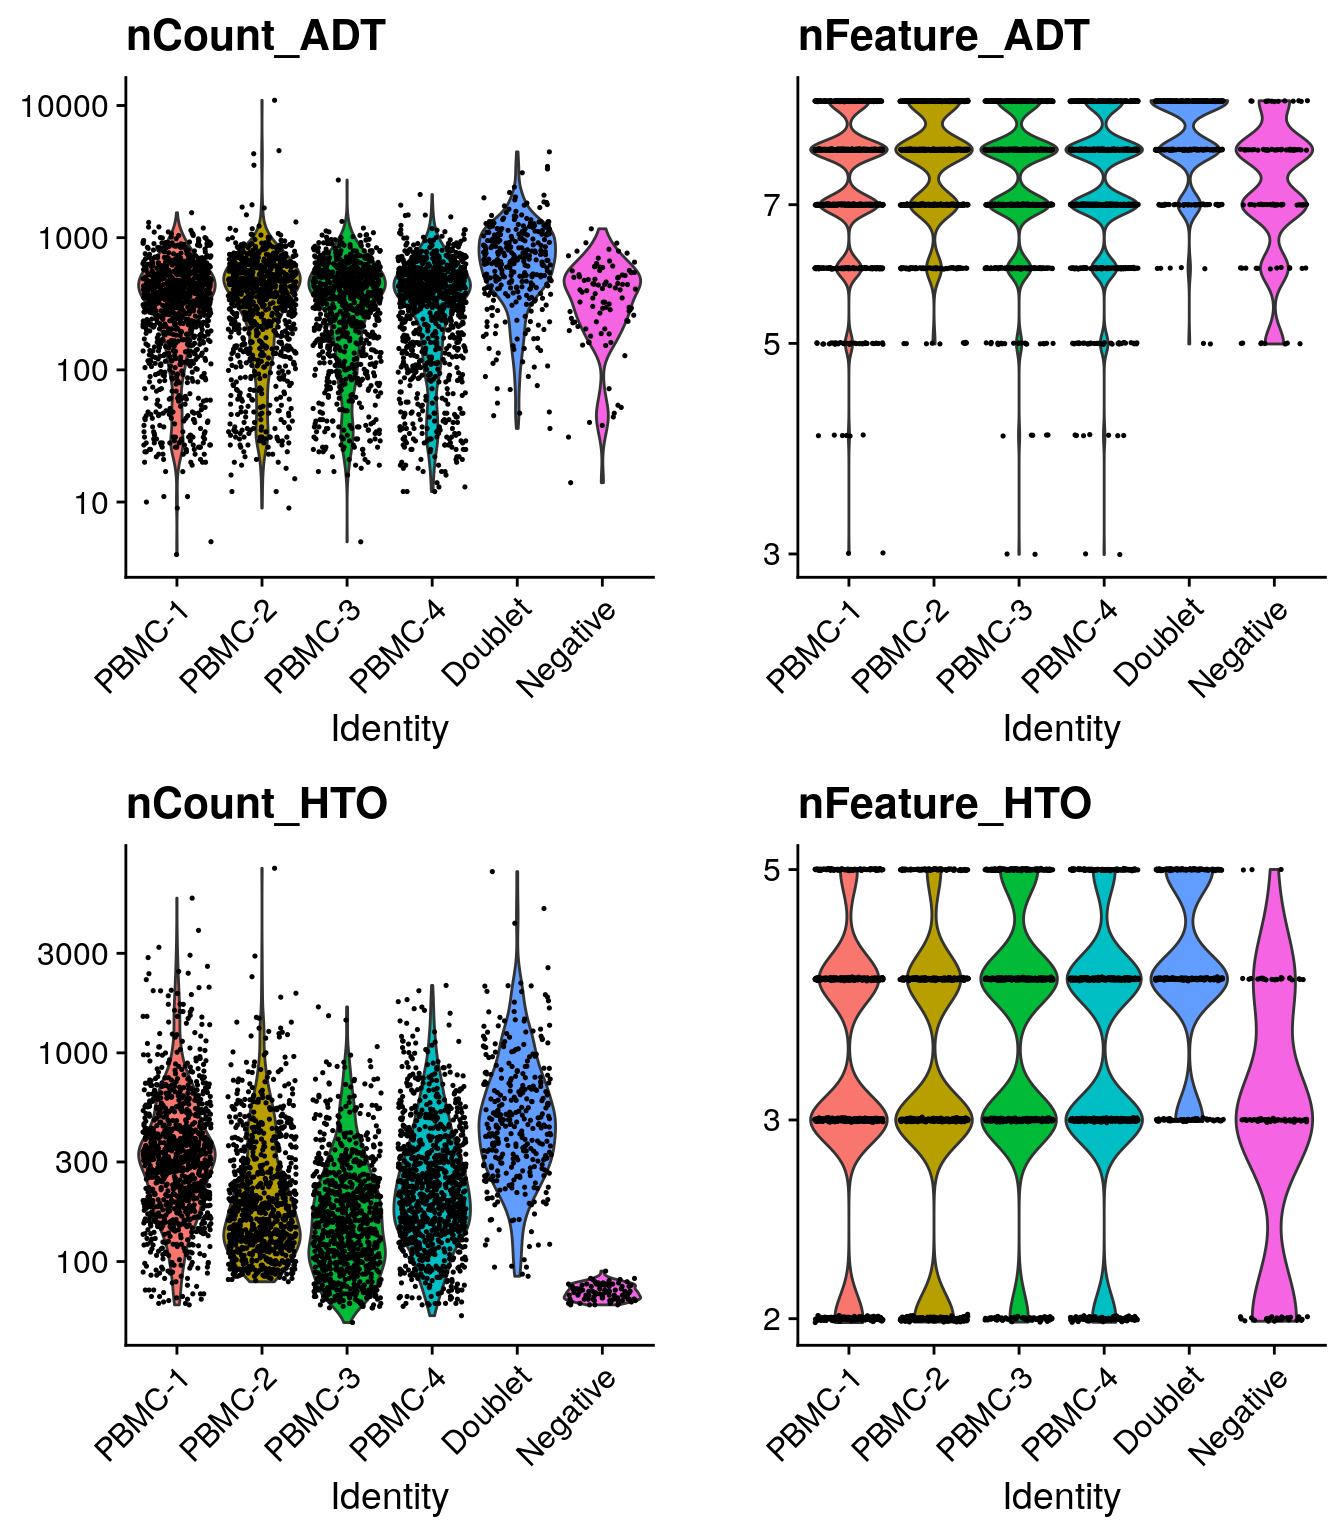 nCount_ADT
10000
1000
100
10
PBMC-1 PBMC-2 PBMC-3 PBMC-4 Doublet Negative
Identity
nFeature_ADT
7
5
3
PBMC-1 PBMC-2 PBMC-3 PBMC-4 Doublet Negative
Identity
nCount_HTO
3000
1000
300
100
PBMC-1 PBMC-2 PBMC-3 PBMC-4 Doublet Negative
Identity
nFeature_HTO
5
3
2
PBMC-1 PBMC-2 PBMC-3 PBMC-4 Doublet Negative
Identity